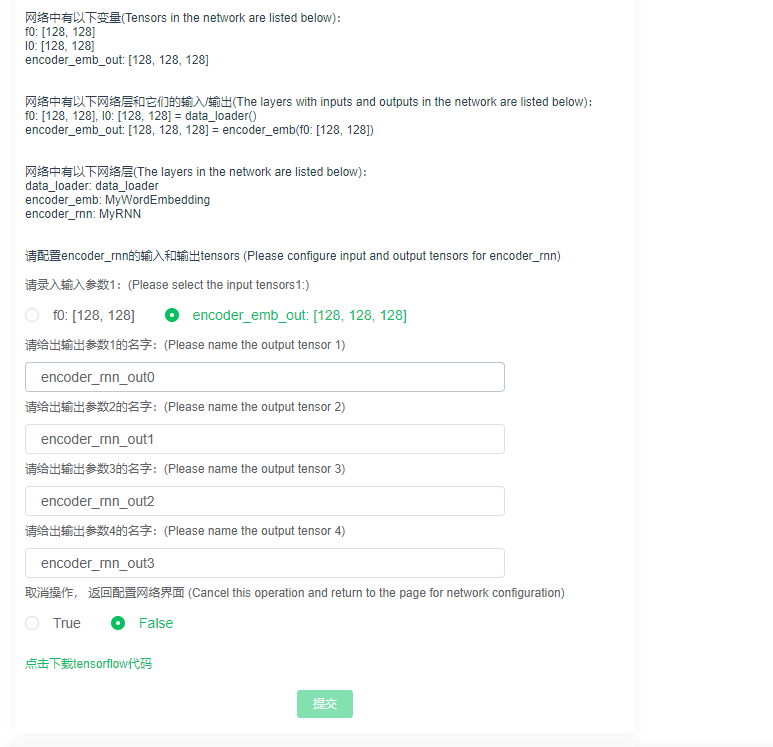 网络中有以下变量(Tensors in the network are listed below)：
f0: [128, 128]
l0: [128, 128]
encoder_emb_out: [128, 128, 128]
网络中有以下网络层和它们的输入/输出(The layers with inputs and outputs in the network are listed below)：
f0: [128, 128], l0: [128, 128] = data_loader()
encoder_emb_out: [128, 128, 128] = encoder_emb(f0: [128, 128])
网络中有以下网络层(The layers in the network are listed below)：
data_loader: data_loader
encoder_emb: MyWordEmbedding
encoder_rnn: MyRNN
请配置encoder_rnn的输入和输出tensors (Please configure input and output tensors for encoder_rnn)
请录入输入参数1：(Please select the input tensors1:)
f0: [128, 128] encoder_emb_out: [128, 128, 128]
请给出输出参数1的名字：(Please name the output tensor 1)
encoder_rnn_out0
请给出输出参数2的名字：(Please name the output tensor 2)
encoder_rnn_out1
请给出输出参数3的名字：(Please name the output tensor 3)
encoder_rnn_out2
请给出输出参数4的名字：(Please name the output tensor 4)
encoder_rnn_out3
取消操作， 返回配置网络界面 (Cancel this operation and return to the page for network configuration)
True False
点击下载tensorflow代码
提交